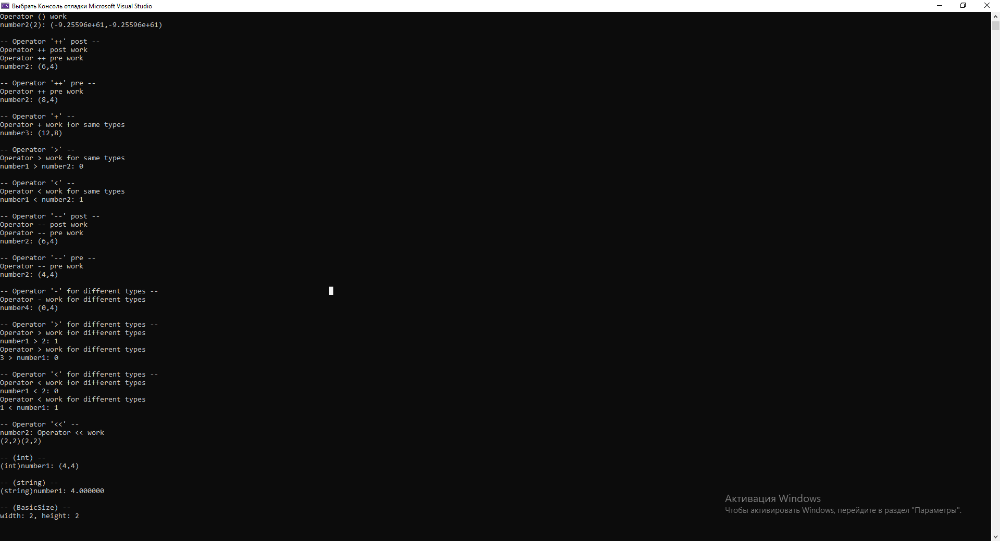 Выбрать Консоль отладки Microsoft Visual Studio
Operator () work
number2(2): (-9.25596e+61,-9.25596e+61)
-- Operator '++' post --
Operator ++ post work
Operator ++ pre work
number2: (6,4)
-- Operator '++' pre --
Operator ++ pre work
number2: (8,4)
-- Operator '+' --
Operator + work for same types
number3: (12,8)
-- Operator '>' --
Operator > work for same types
number1 > number2: 0
-- Operator '<' --
Operator < work for same types
number1 < number2: 1
-- Operator '--' post --
Operator -- post work
Operator -- pre work
number2: (6,4)
-- Operator '--' pre --
Operator -- pre work
number2: (4,4)
-- Operator '-' for different types --
Operator - work for different types
number4: (0,4)
-- Operator '>' for different types --
Operator > work for different types
number1 > 2: 1
Operator > work for different types
3 > number1: 0
-- Operator '<' for different types --
Operator < work for different types
number1 < 2: 0
Operator < work for different types
1 < number1: 1
-- Operator '<<' --
number2: Operator << work
(2,2)(2,2)
-- (int) --
(int)number1: (4,4)
-- (string) --
(string)number1: 4.000000
-- (BasicSize) --
width: 2, height: 2
Активация Windows
Чтобы активировать Windows, перейдите в раздел "Параметры".